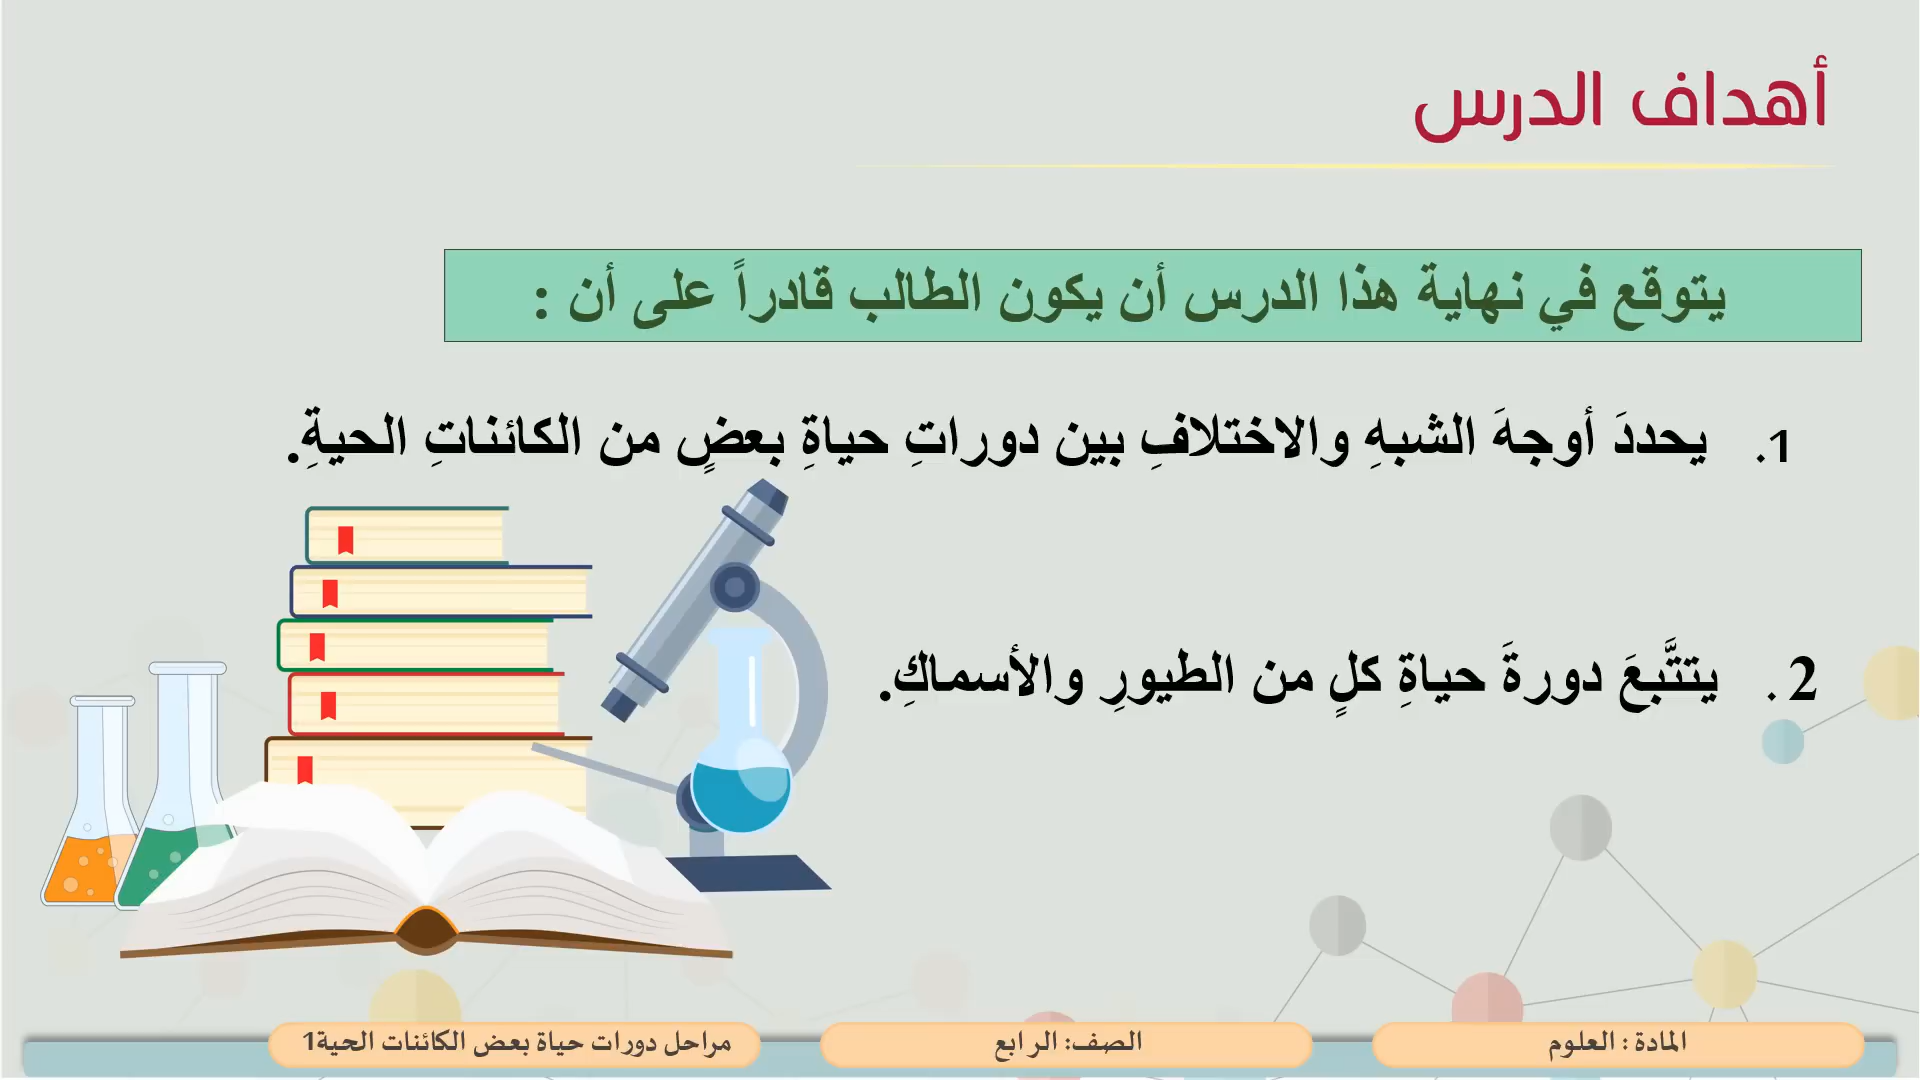 أهداف الدرس
يتوقع في نهاية هذا الدرس أن يكون الطالب قادراً على أن :
1. يحددَ أوجهَ الشبهِ والاختلافِ بين دوراتِ حياةِ بعضٍ من الكائناتِ الحيةِ.
2. يتتَّبعَ دورةَ حياةِ كلٍ من الطيورِ والأسماكِ.
المادة : العلوم
الصف: الرابع
مراحل دورات حياة بعض الكائنات الحية1